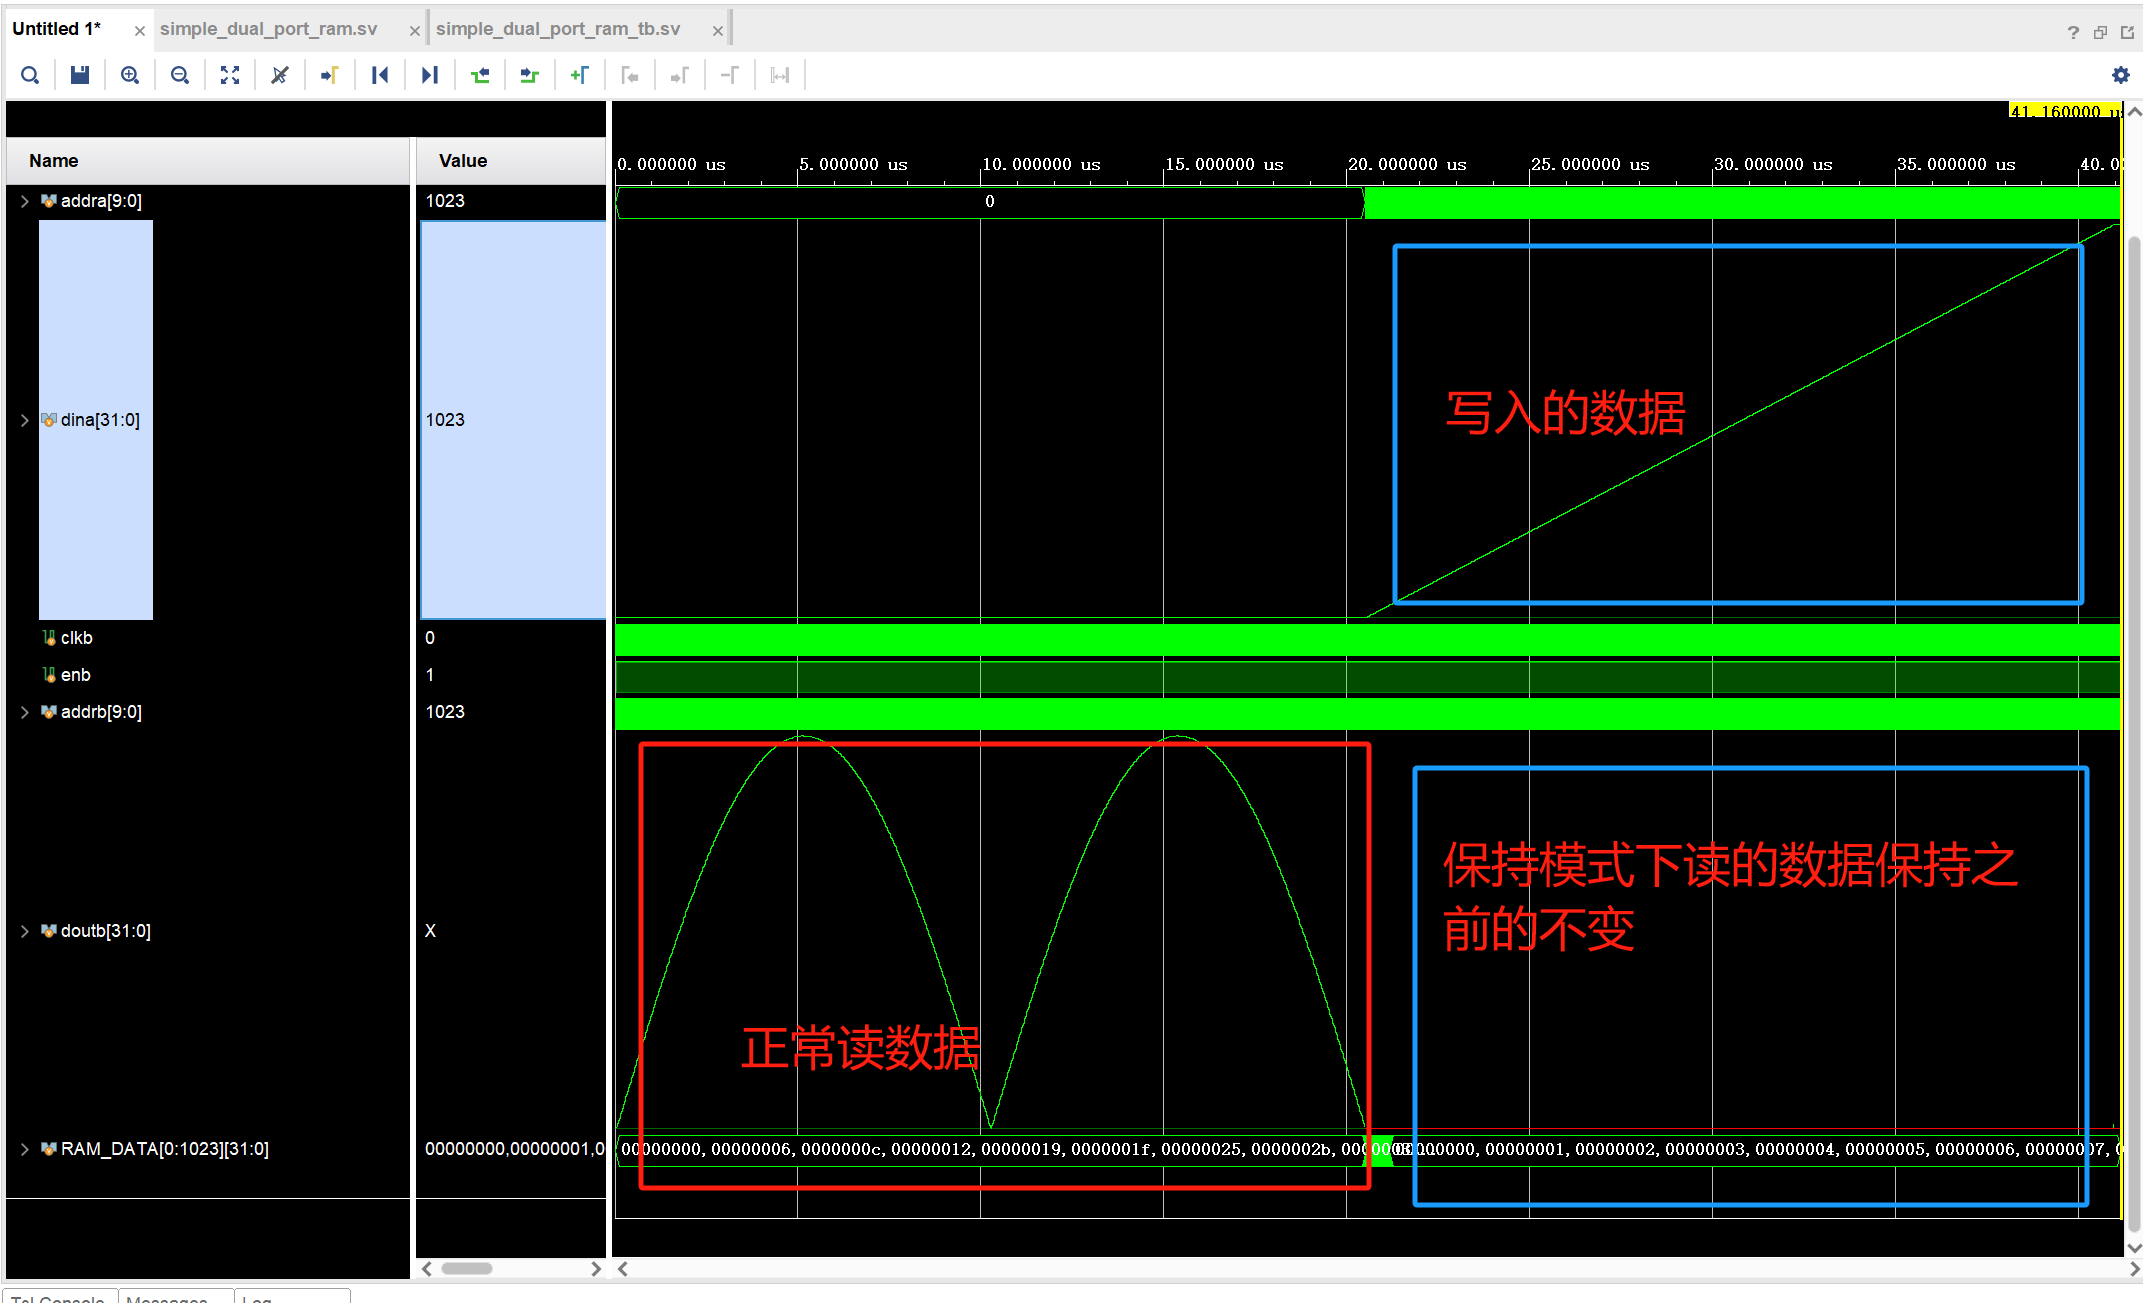 Untitled 1*
simple_dual_port_ram.sv
simple_dual_port_ram_tb.sv
41.160000 u
Name
Value
0.000000 us
5.000000 us
10.000000 us
15.000000 us
20.000000 us
25.000000 us
30.000000 us
35.000000 us
40.0
addra[9:0]
1023
0
写入的数据
dina[31:0]
1023
clkb
0
enb
1
addrb[9:0]
1023
保持模式下读的数据保持之
前的不变
doutb[31:0]
X
正常读数据
RAM_DATA[0:1023][31:0]
00000000,00000001,0
00000000,00000006,0000000c,00000012,00000019,0000001f,00000025,0000002b,
00000001,00000002,00000003,00000004,00000005,00000006,00000007,
Tcl Console
Messages
Log